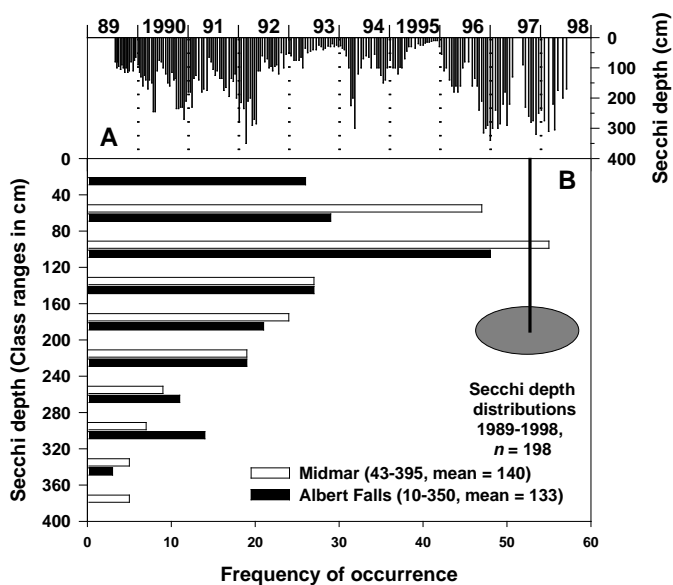 89 1990 91 92 93 94 1995 96 97 98
0
100
200
300
400
Secchi depth (cm)
A
B
0
40
80
120
160
200
240
280
320
360
400
Secchi depth (Class ranges in cm)
Secchi depth
distributions
1989-1998,
n = 198
Midmar (43-395, mean = 140)
Albert Falls (10-350, mean = 133)
0 10 20 30 40 50 60
Frequency of occurrence